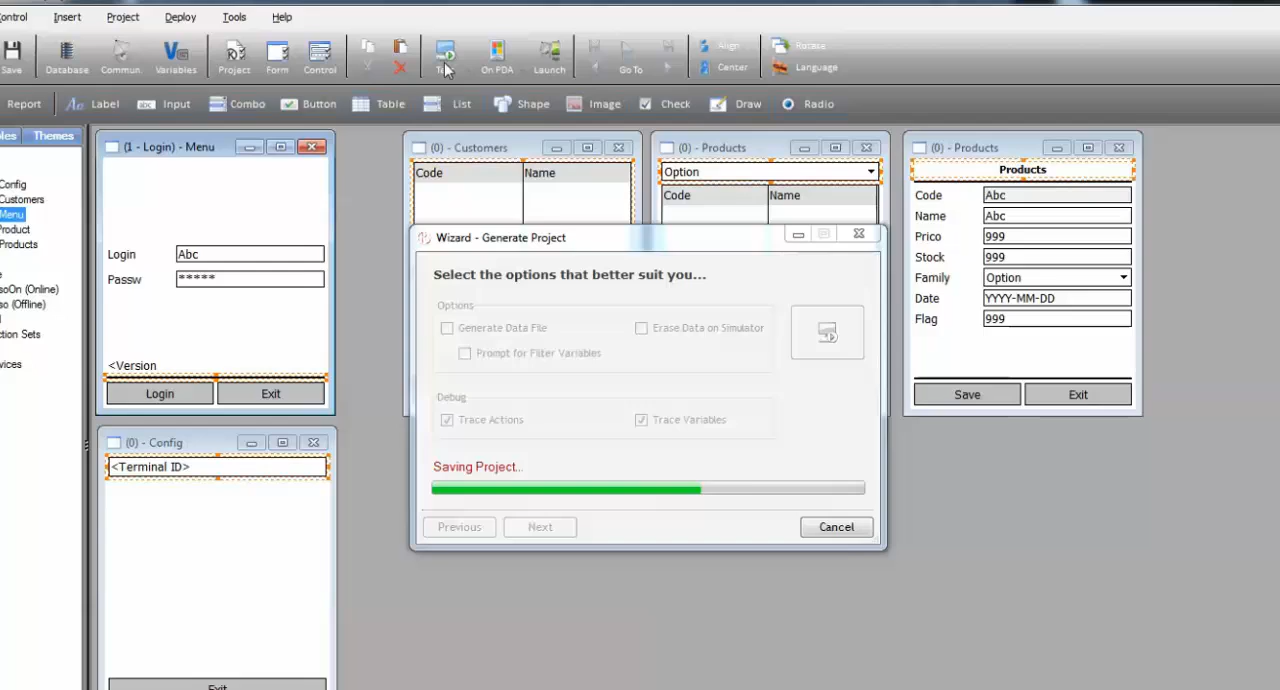 ontrol Insert Project Deploy Tools Help
Save Database Commun. Variables Project Form Control On PDA Launch Go To Align Center Rotate Language
Report Label Input Combo Button Table List Shape Image Check Draw Radio
les Themes
Config
Customers
Menu
Product
Products
e
soOn (Online)
so (Offline)
l
ction Sets
vices
(1 - Login) - Menu
Login Abc
Passw *****
<Version
Login Exit
(0) - Customers
Code Name
(0) - Products
Option
Code Name
(0) - Products
Products
Code Abc
Name Abc
Price 999
Stock 999
Family Option
Date YYYY-MM-DD
Flag 999
Save Exit
Wizard - Generate Project
Select the options that better suit you...
Options
Generate Data File Erase Data on Simulator
Prompt for Filter Variables
Debug
Trace Actions Trace Variables
Saving Project..
Previous Next Cancel
(0) - Config
<Terminal ID>
Exit